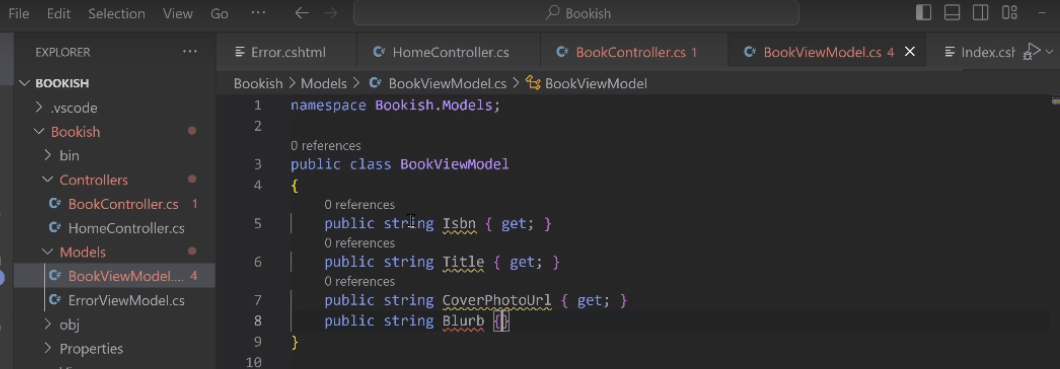 File Edit Selection View Go ··· Bookish
EXPLORER ···
Error.cshtml HomeController.cs BookController.cs 1 BookViewModel.cs 4 Index.csh
BOOKISH
Bookish > Models > BookViewModel.cs > BookViewModel
.vscode
Bookish
bin
Controllers
BookController.cs 1
HomeController.cs
Models
BookViewModel.... 4
ErrorViewModel.cs
obj
Properties
1 namespace Bookish.Models;
2
0 references
3 public class BookViewModel
4 {
0 references
5 public string Isbn { get; }
0 references
6 public string Title { get; }
0 references
7 public string CoverPhotoUrl { get; }
8 public string Blurb {}
9 }
10